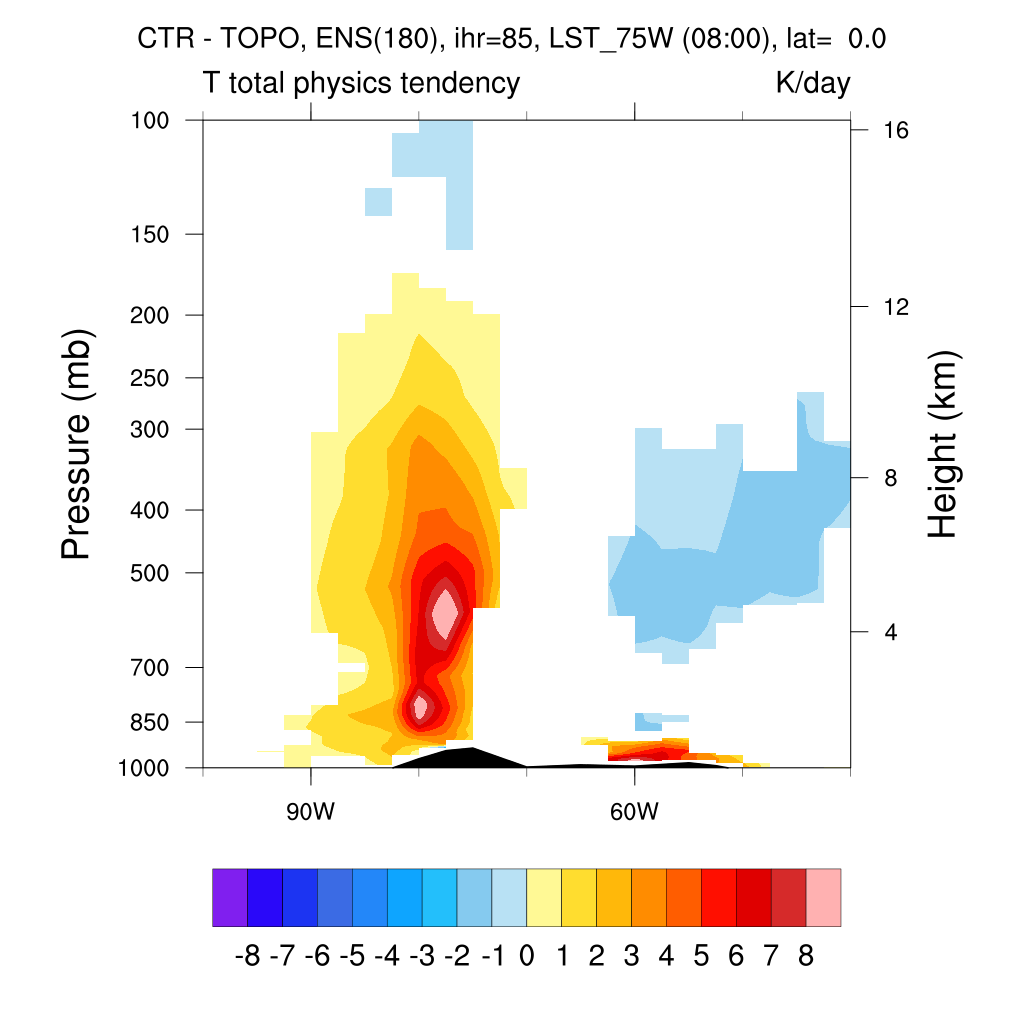 CTR - TOPO, ENS(180), ihr=85, LST_75W (08:00), lat=  0.0
T total physics tendency K/day
100
150
200
250
300
400
500
700
850
1000
Pressure (mb)
16
12
8
4
Height (km)
90W 60W
-8 -7 -6 -5 -4 -3 -2 -1 0 1 2 3 4 5 6 7 8